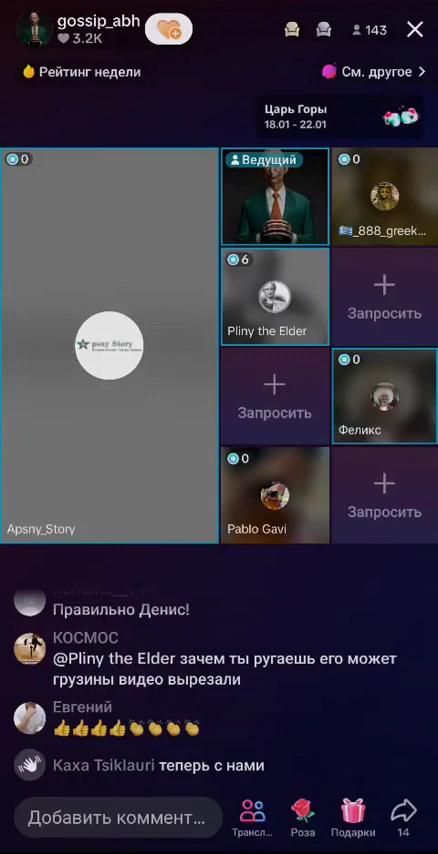 gossip_abh
3.2K
143
Рейтинг недели
См. другое >
Царь Горы
18.01 - 22.01
0
Ведущий
0
🇬🇷_888_greek...
psny Story
6
Pliny the Elder
Запросить
Запросить
0
Феликс
0
Pablo Gavi
Запросить
Apsny_Story
Правильно Денис!
КОСМОС
@Pliny the Elder зачем ты ругаешь его может
грузины видео вырезали
Евгений
👍👍👍👍👏👏👏👏
Каха Tsiklauri теперь с нами
Добавить коммент...
Трансл...
Роза
Подарки
14